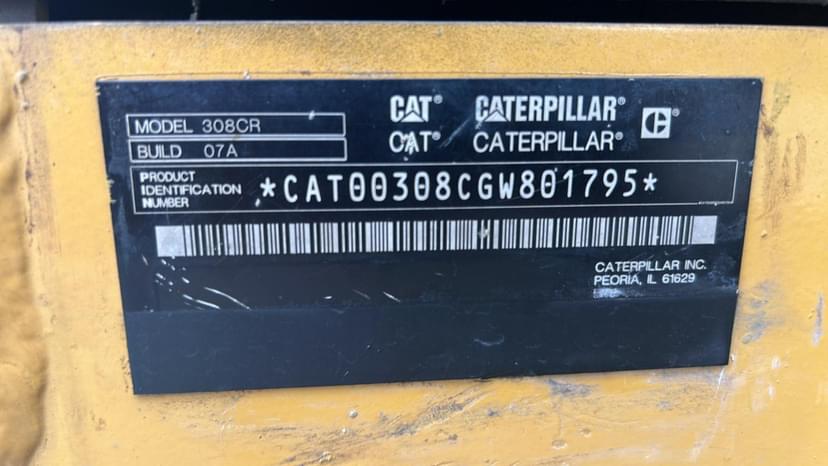 CAT® CATERPILLAR®
CAT® CATERPILLAR®
C
MODEL 308CR
BUILD 07A
PRODUCT
IDENTIFICATION
NUMBER
*CAT00308CGW801795*
CATERPILLAR INC.
PEORIA, IL 61629